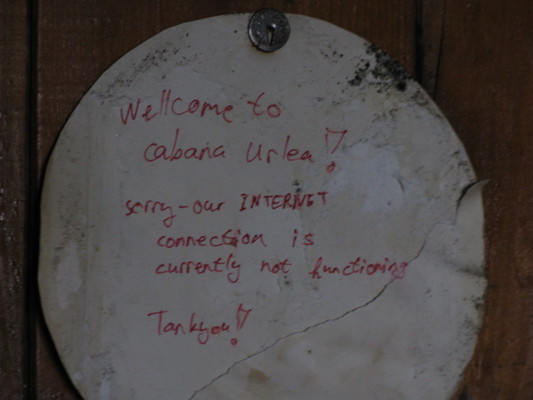 Wellcome to
cabana Urlea!
sorry - our INTERNET
connection is
currently not functioning
Tankyou!